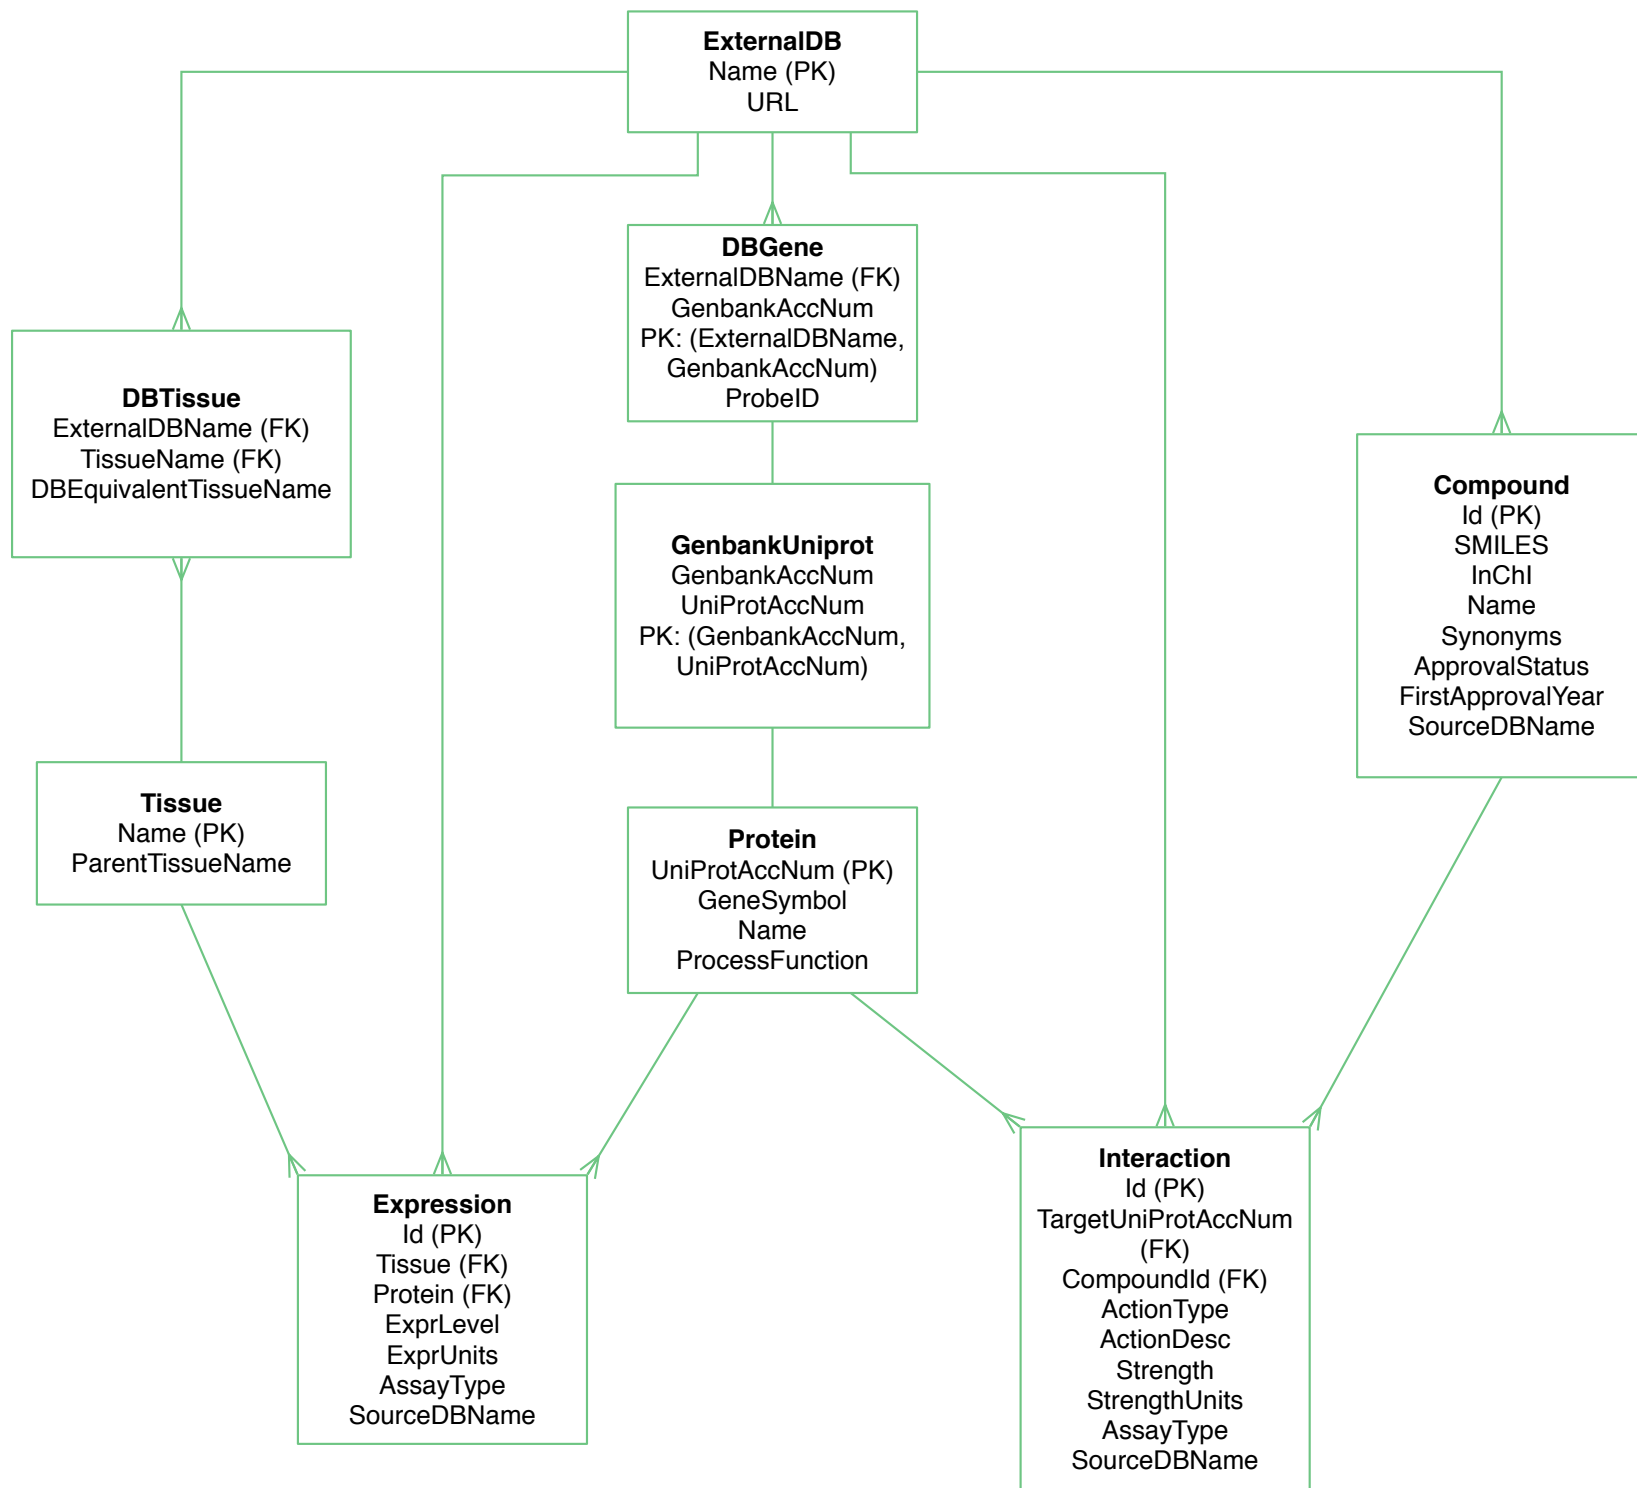 ExternalDB
Name (PK)
URL
DBGene
ExternalDBName (FK)
GenbankAccNum
PK: (ExternalDBName,
GenbankAccNum)
ProbeID
DBTissue
ExternalDBName (FK)
TissueName (FK)
DBEquivalentTissueName
GenbankUniprot
GenbankAccNum
UniProtAccNum
PK: (GenbankAccNum,
UniProtAccNum)
Compound
Id (PK)
SMILES
InChI
Name
Synonyms
ApprovalStatus
FirstApprovalYear
SourceDBName
Tissue
Name (PK)
ParentTissueName
Protein
UniProtAccNum (PK)
GeneSymbol
Name
ProcessFunction
Expression
Id (PK)
Tissue (FK)
Protein (FK)
ExprLevel
ExprUnits
AssayType
SourceDBName
Interaction
Id (PK)
TargetUniProtAccNum
(FK)
CompoundId (FK)
ActionType
ActionDesc
Strength
StrengthUnits
AssayType
SourceDBName